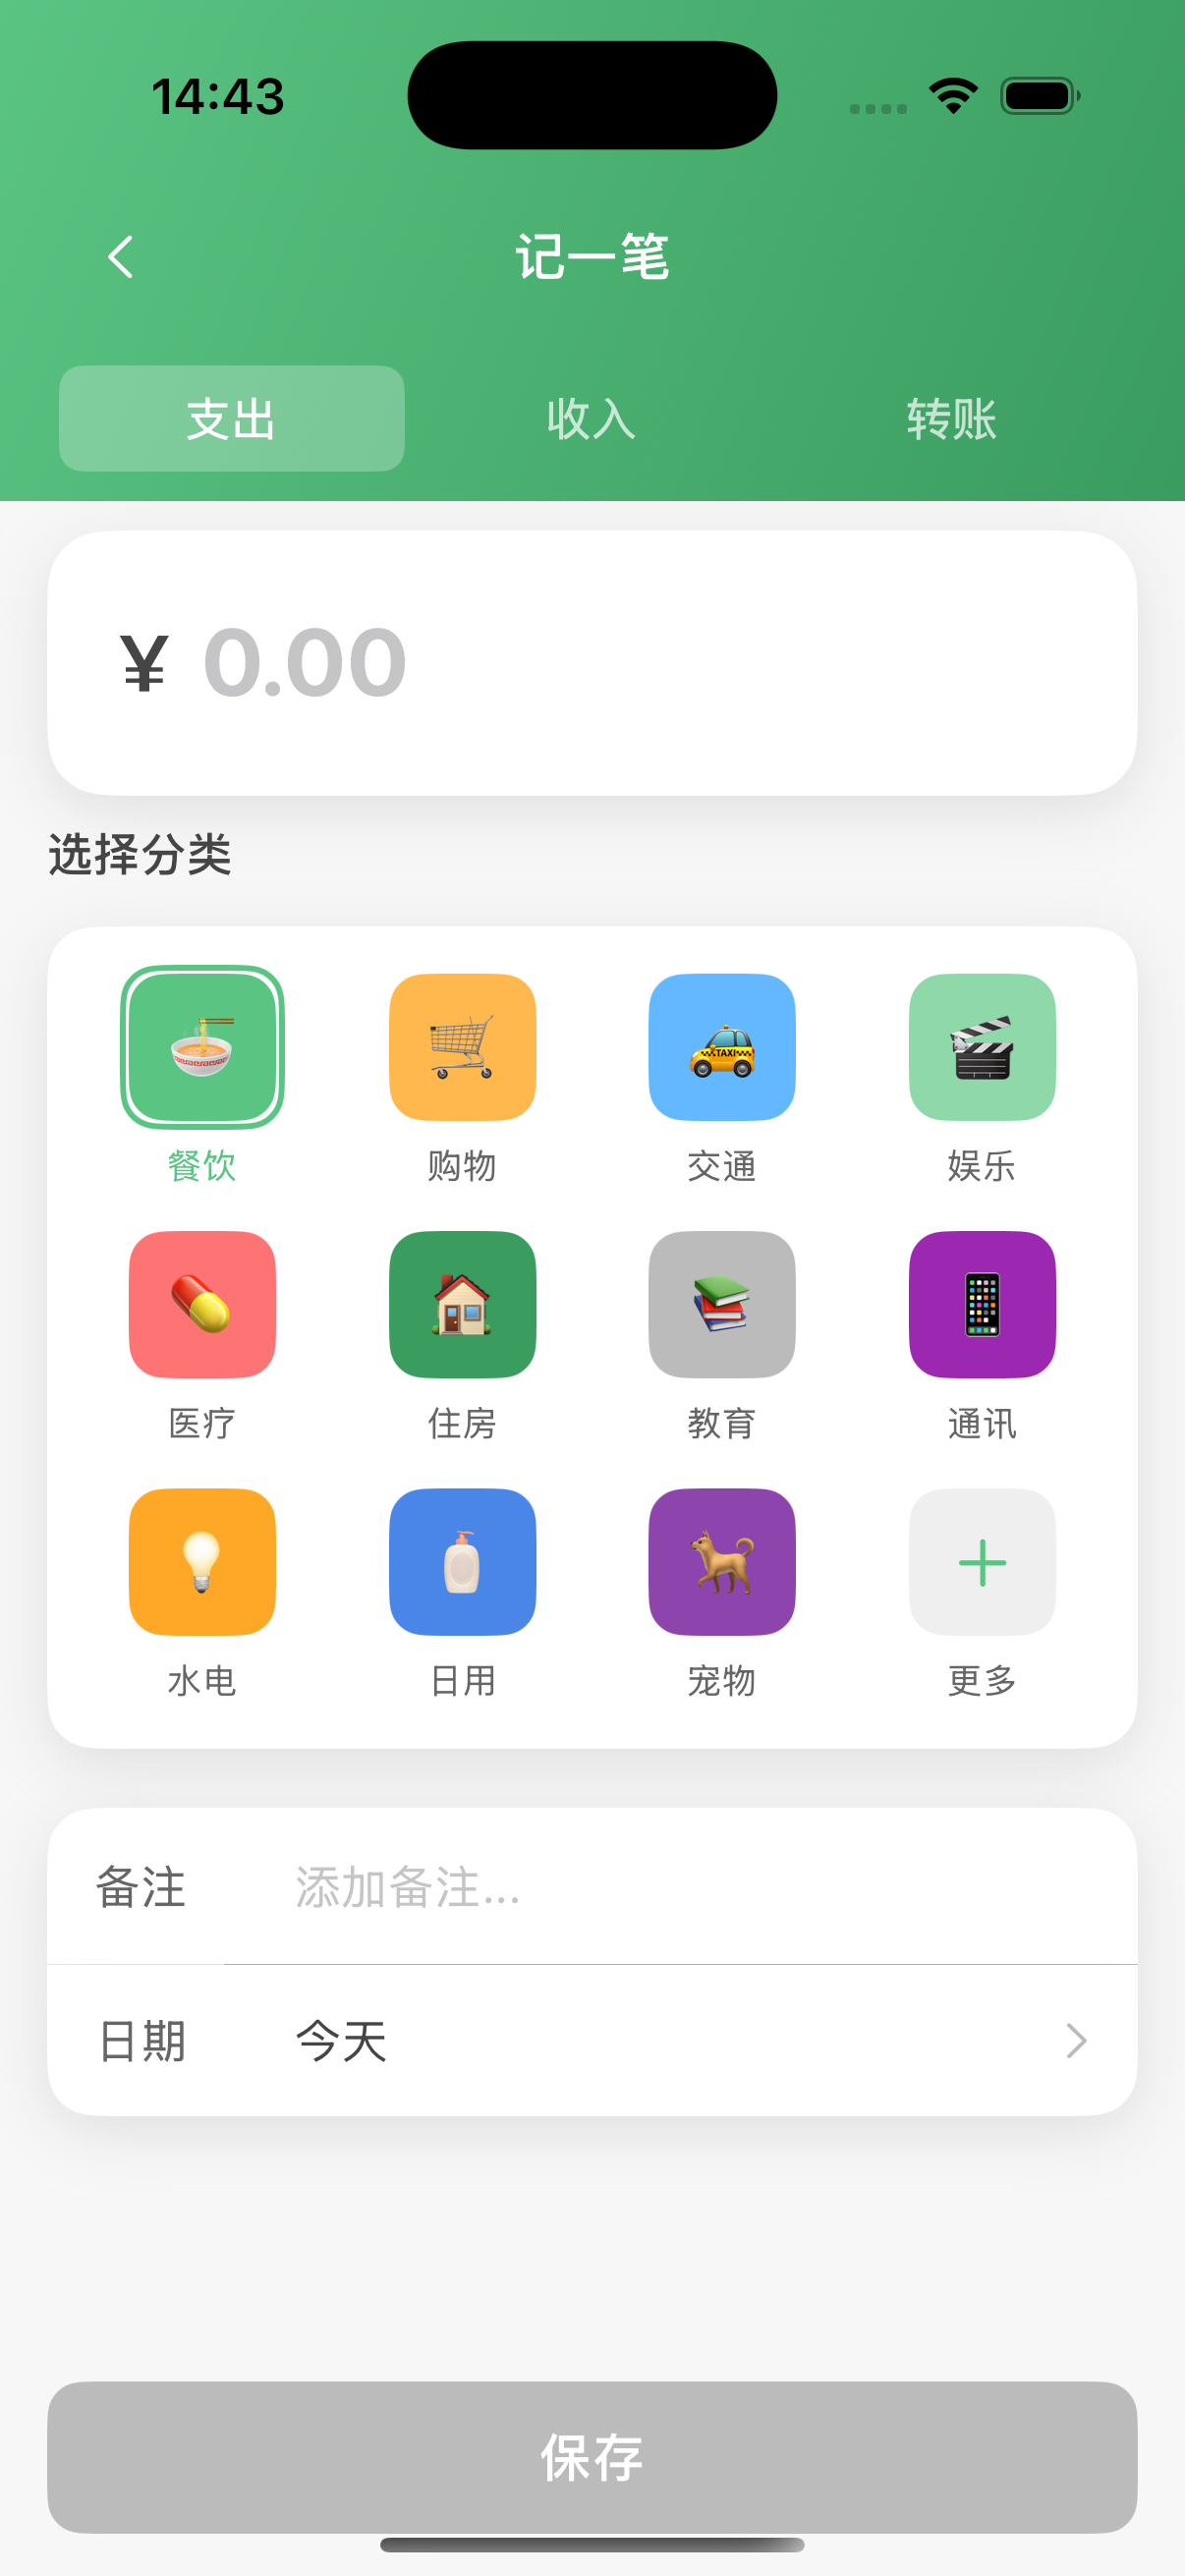 14:43
记一笔
支出 收入 转账
¥ 0.00
选择分类
TAXI
餐饮 购物 交通 娱乐
医疗 住房 教育 通讯
水电 日用 宠物 更多
备注 添加备注...
日期 今天
保存